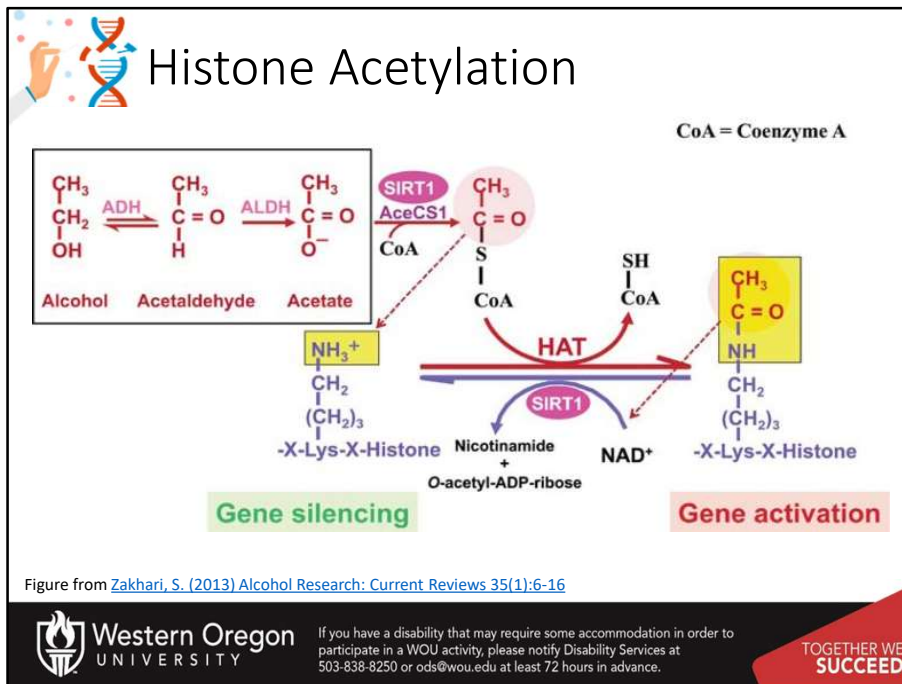 Histone Acetylation
CoA = Coenzyme A
CH₃
CH₂
OH
Alcohol
ADH
CH₃
C = O
H
Acetaldehyde
ALDH
CH₃
C = O
O⁻
Acetate
SIRT1
AceCS1
CoA
CH₃
C = O
S
CoA
SH
CoA
HAT
SIRT1
NAD⁺
Nicotinamide
+
O-acetyl-ADP-ribose
NH₃⁺
CH₂
(CH₂)₃
-X-Lys-X-Histone
Gene silencing
CH₃
C = O
NH
CH₂
(CH₂)₃
-X-Lys-X-Histone
Gene activation
Figure from Zakhari, S. (2013) Alcohol Research: Current Reviews 35(1):6-16
Western Oregon
UNIVERSITY
If you have a disability that may require some accommodation in order to
participate in a WOU activity, please notify Disability Services at
503-838-8250 or ods@wou.edu at least 72 hours in advance.
TOGETHER WE
SUCCEED